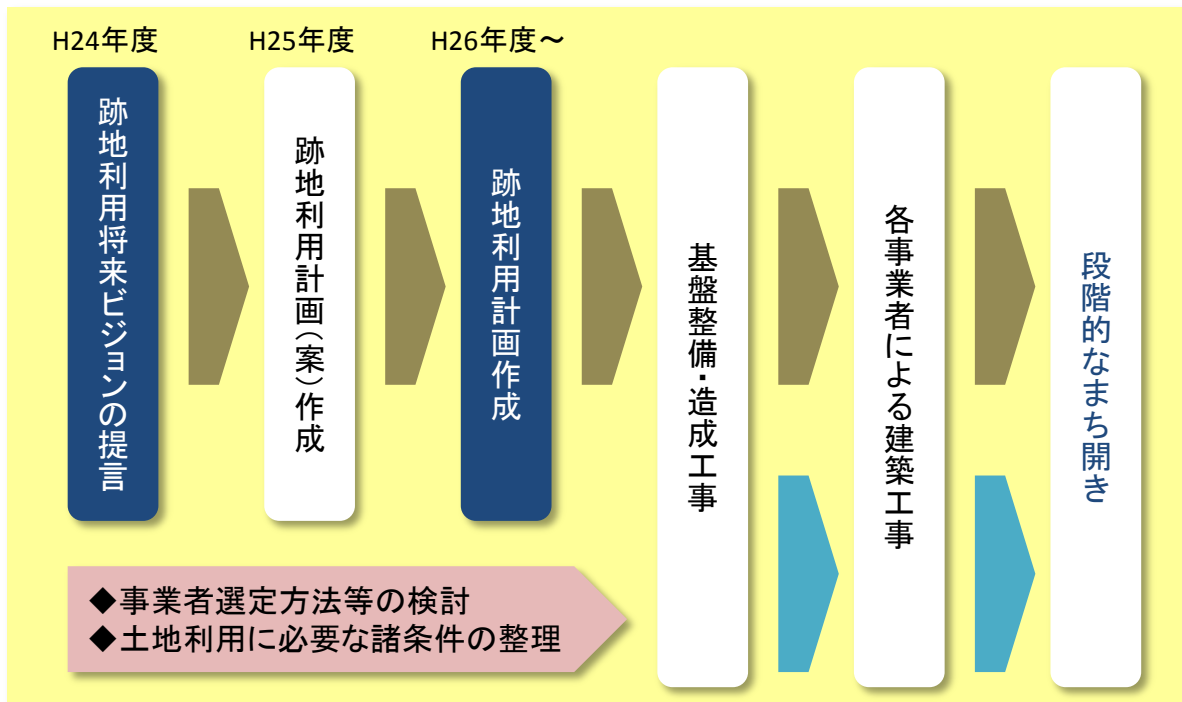 H24年度
H25年度
H26年度～
跡地利用将来ビジョンの提言
跡地利用計画（案）作成
跡地利用計画作成
基盤整備・造成工事
各事業者による建築工事
段階的なまち開き
◆事業者選定方法等の検討
◆土地利用に必要な諸条件の整理